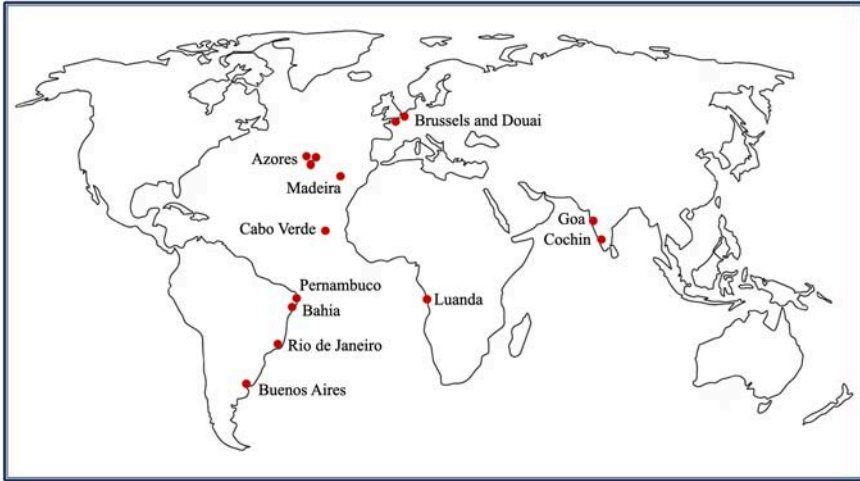 Brussels and Douai
Azores
Madeira
Cabo Verde
Goa
Cochin
Pernambuco
Luanda
Bahia
Rio de Janeiro
Buenos Aires